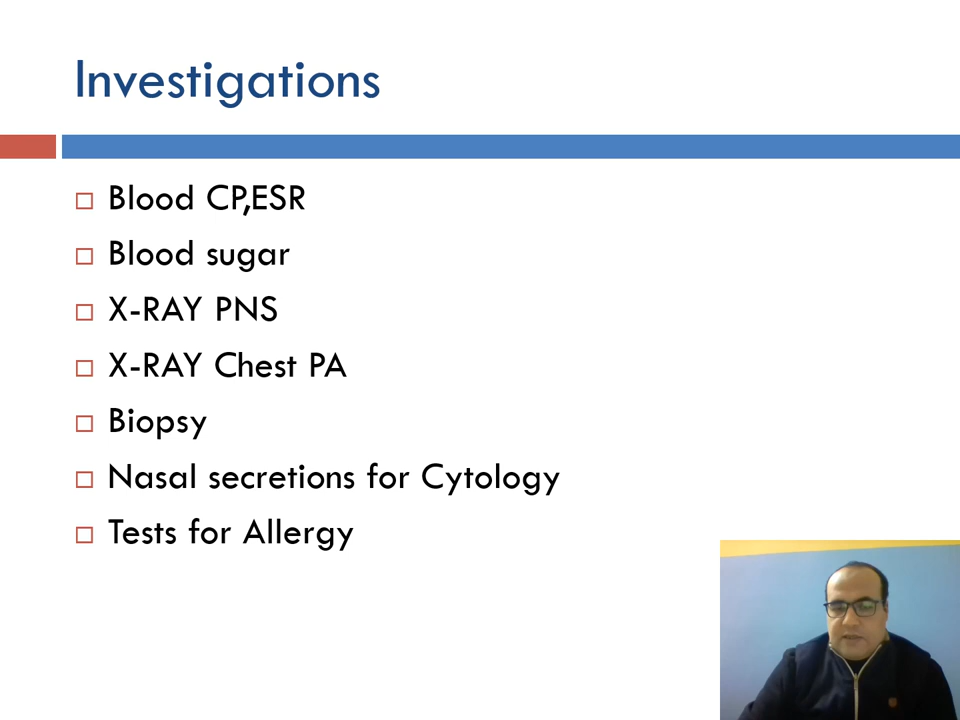 Investigations
Blood CP,ESR
Blood sugar
X-RAY PNS
X-RAY Chest PA
Biopsy
Nasal secretions for Cytology
Tests for Allergy